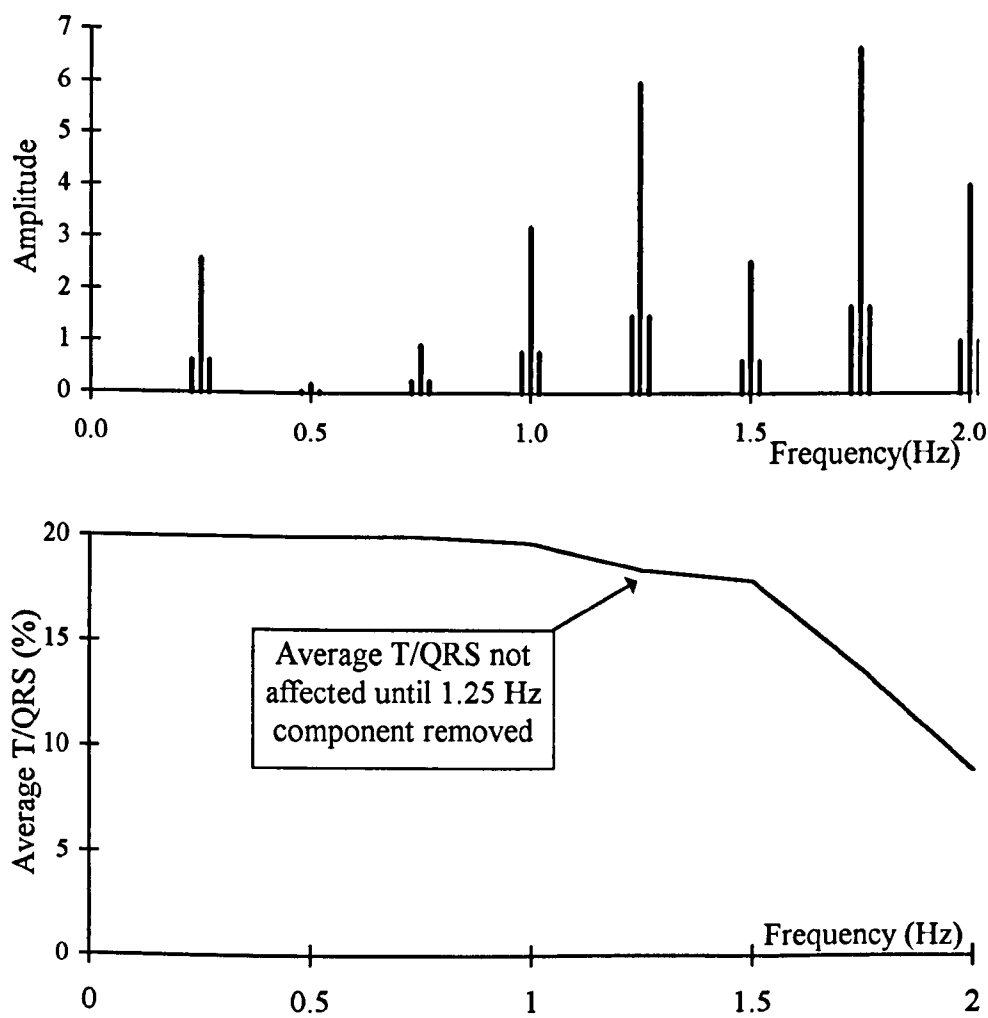 7
6
5
4
3
2
1
0
Amplitude
0.0 0.5 1.0 1.5 2.0
Frequency(Hz)
20
15
10
5
0
Average T/QRS (%)
Average T/QRS not
affected until 1.25 Hz
component removed
Frequency (Hz)
0 0.5 1 1.5 2